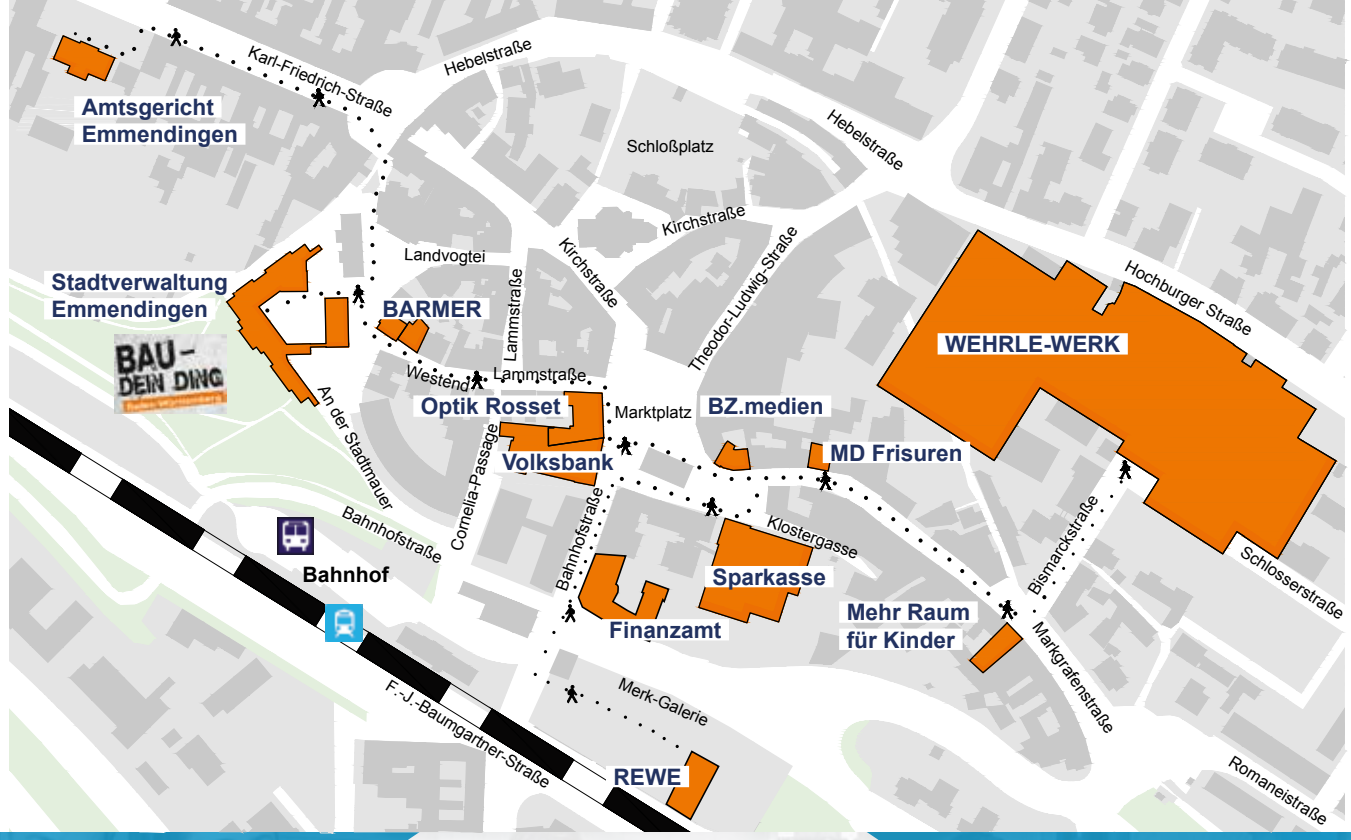 Karl-Friedrich-Straße
Hebelstraße
Amtsgericht
Emmendingen
Hebelstraße
Schloßplatz
Kirchstraße
Landvogtei
Kirchstraße
Theodor-Ludwig-Straße
Hochburger Straße
Stadtverwaltung
Emmendingen
BARMER
Lammstraße
WEHRLE-WERK
BAU-
DEIN DING
Baden-Württemberg
Westend
Lammstraße
Optik Rosset
Marktplatz
BZ.medien
An der Stadtmauer
Cornelia-Passage
Volksbank
MD Frisuren
Bahnhofstraße
Bahnhofstraße
Klostergasse
Bismarckstraße
Schlosserstraße
Bahnhof
Sparkasse
Finanzamt
Mehr Raum
für Kinder
Markgrafenstraße
F.-J.-Baumgartner-Straße
Merk-Galerie
REWE
Romaneistraße